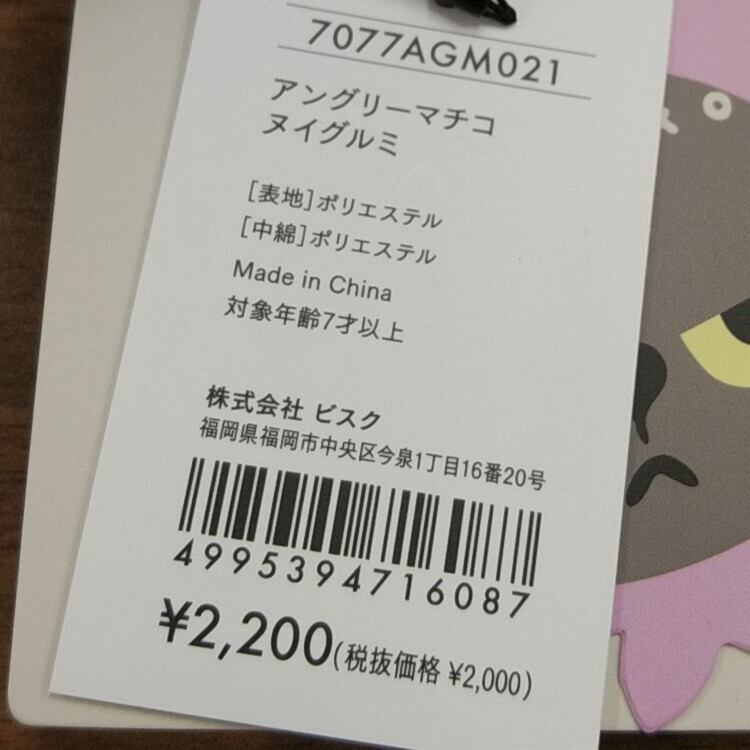 7077AGM021
アングリーマチコ
ヌイグルミ
[表地]ポリエステル
[中綿]ポリエステル
Made in China
対象年齢7才以上
株式会社 ビスク
福岡県福岡市中央区今泉1丁目16番20号
4995394716087
¥2,200(税抜価格 ¥2,000)